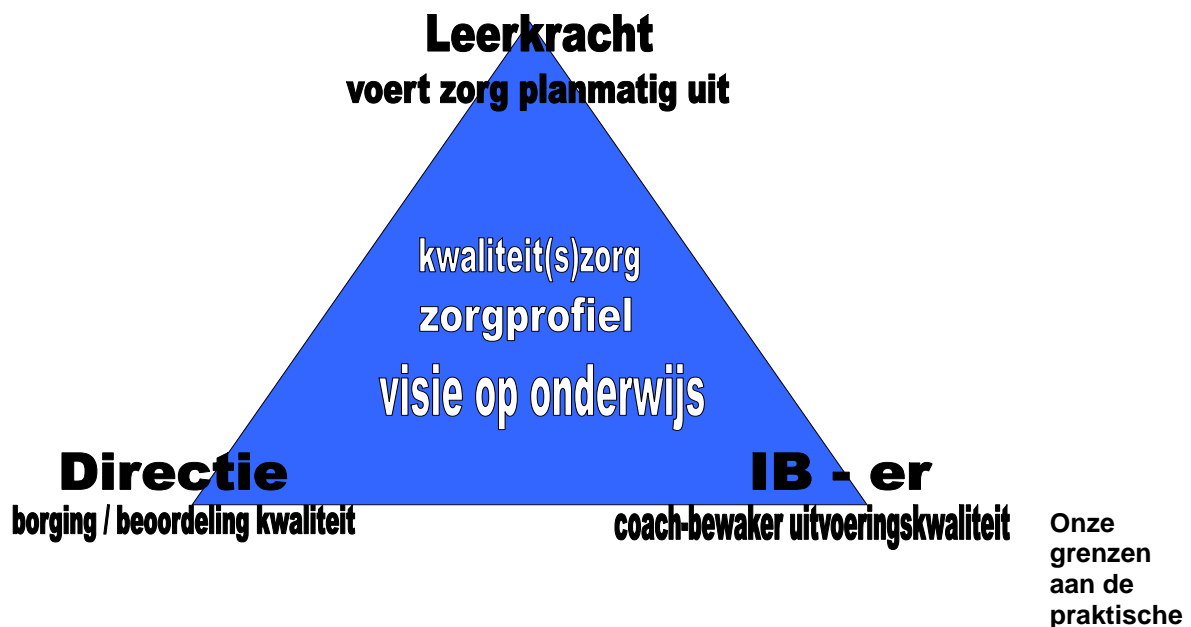 Leerkracht
voert zorg planmatig uit
kwaliteit(s)zorg
zorgprofiel
visie op onderwijs
Directie
borging / beoordeling kwaliteit
IB - er
coach-bewaker uitvoeringskwaliteit
Onze
grenzen
aan de
praktische